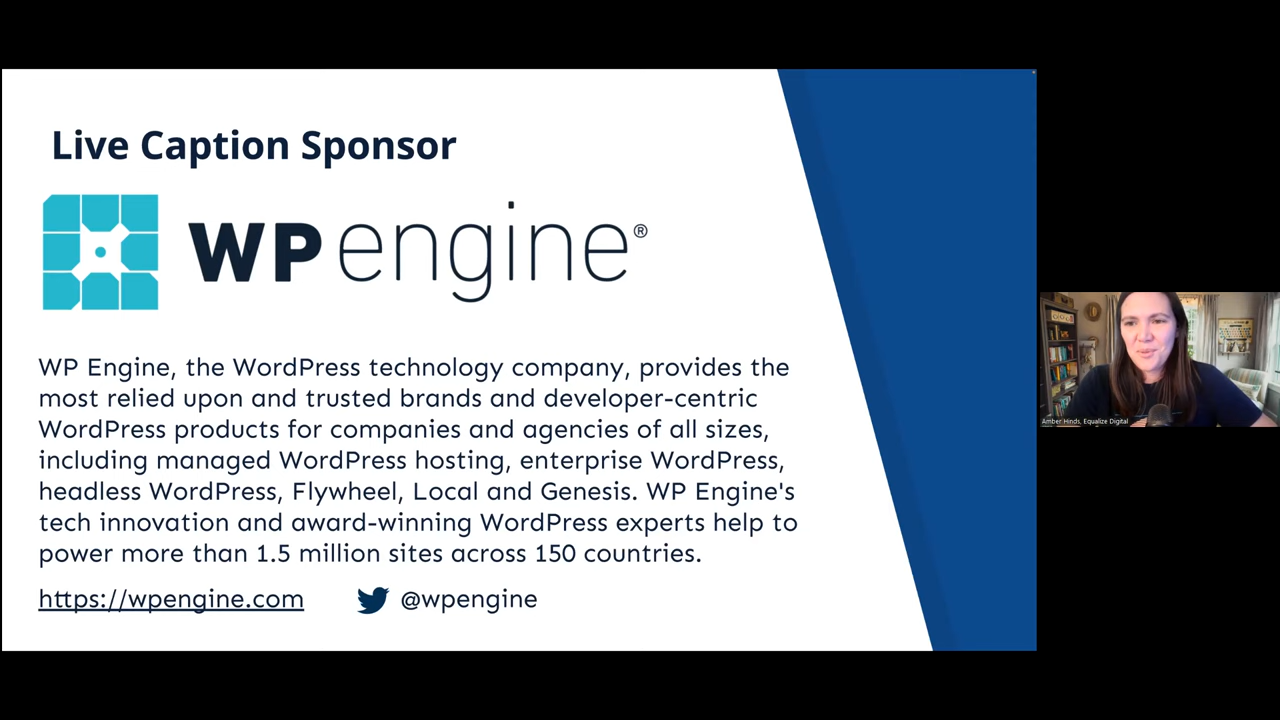 Live Caption Sponsor
WP engine®
WP Engine, the WordPress technology company, provides the
most relied upon and trusted brands and developer-centric
WordPress products for companies and agencies of all sizes,
including managed WordPress hosting, enterprise WordPress,
headless WordPress, Flywheel, Local and Genesis. WP Engine's
tech innovation and award-winning WordPress experts help to
power more than 1.5 million sites across 150 countries.
https://wpengine.com @wpengine
Amber Hinds, Equalize Digital